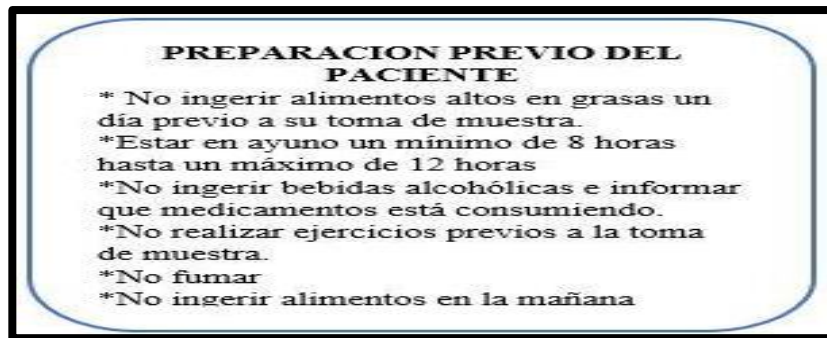 PREPARACION PREVIO DEL
PACIENTE
* No ingerir alimentos altos en grasas un
día previo a su toma de muestra.
*Estar en ayuno un mínimo de 8 horas
hasta un máximo de 12 horas
*No ingerir bebidas alcohólicas e informar
que medicamentos está consumiendo.
*No realizar ejercicios previos a la toma
de muestra.
*No fumar
*No ingerir alimentos en la mañana